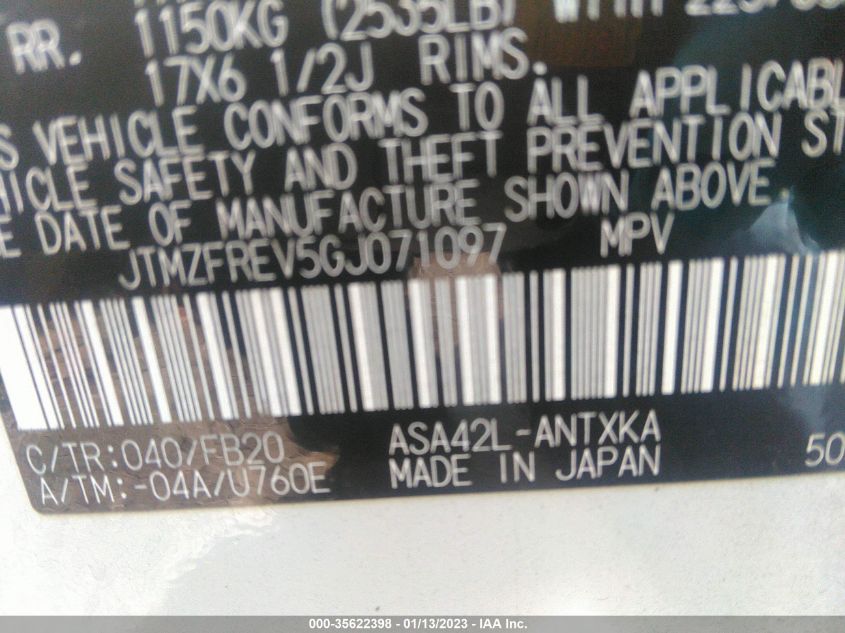 RR. 1150KG (2535LB) WITH
17X6 1/2J RIMS.
VEHICLE CONFORMS TO ALL APPLICABL
SAFETY AND THEFT PREVENTION ST
DATE OF MANUFACTURE SHOWN ABOVE.
JTMZFREV5GJ071097 MPV
C/TR:040/FB20 ASA42L-ANTXKA
A/TM:-04A/U760E MADE IN JAPAN 50
000-35622398 - 01/13/2023 - IAA Inc.